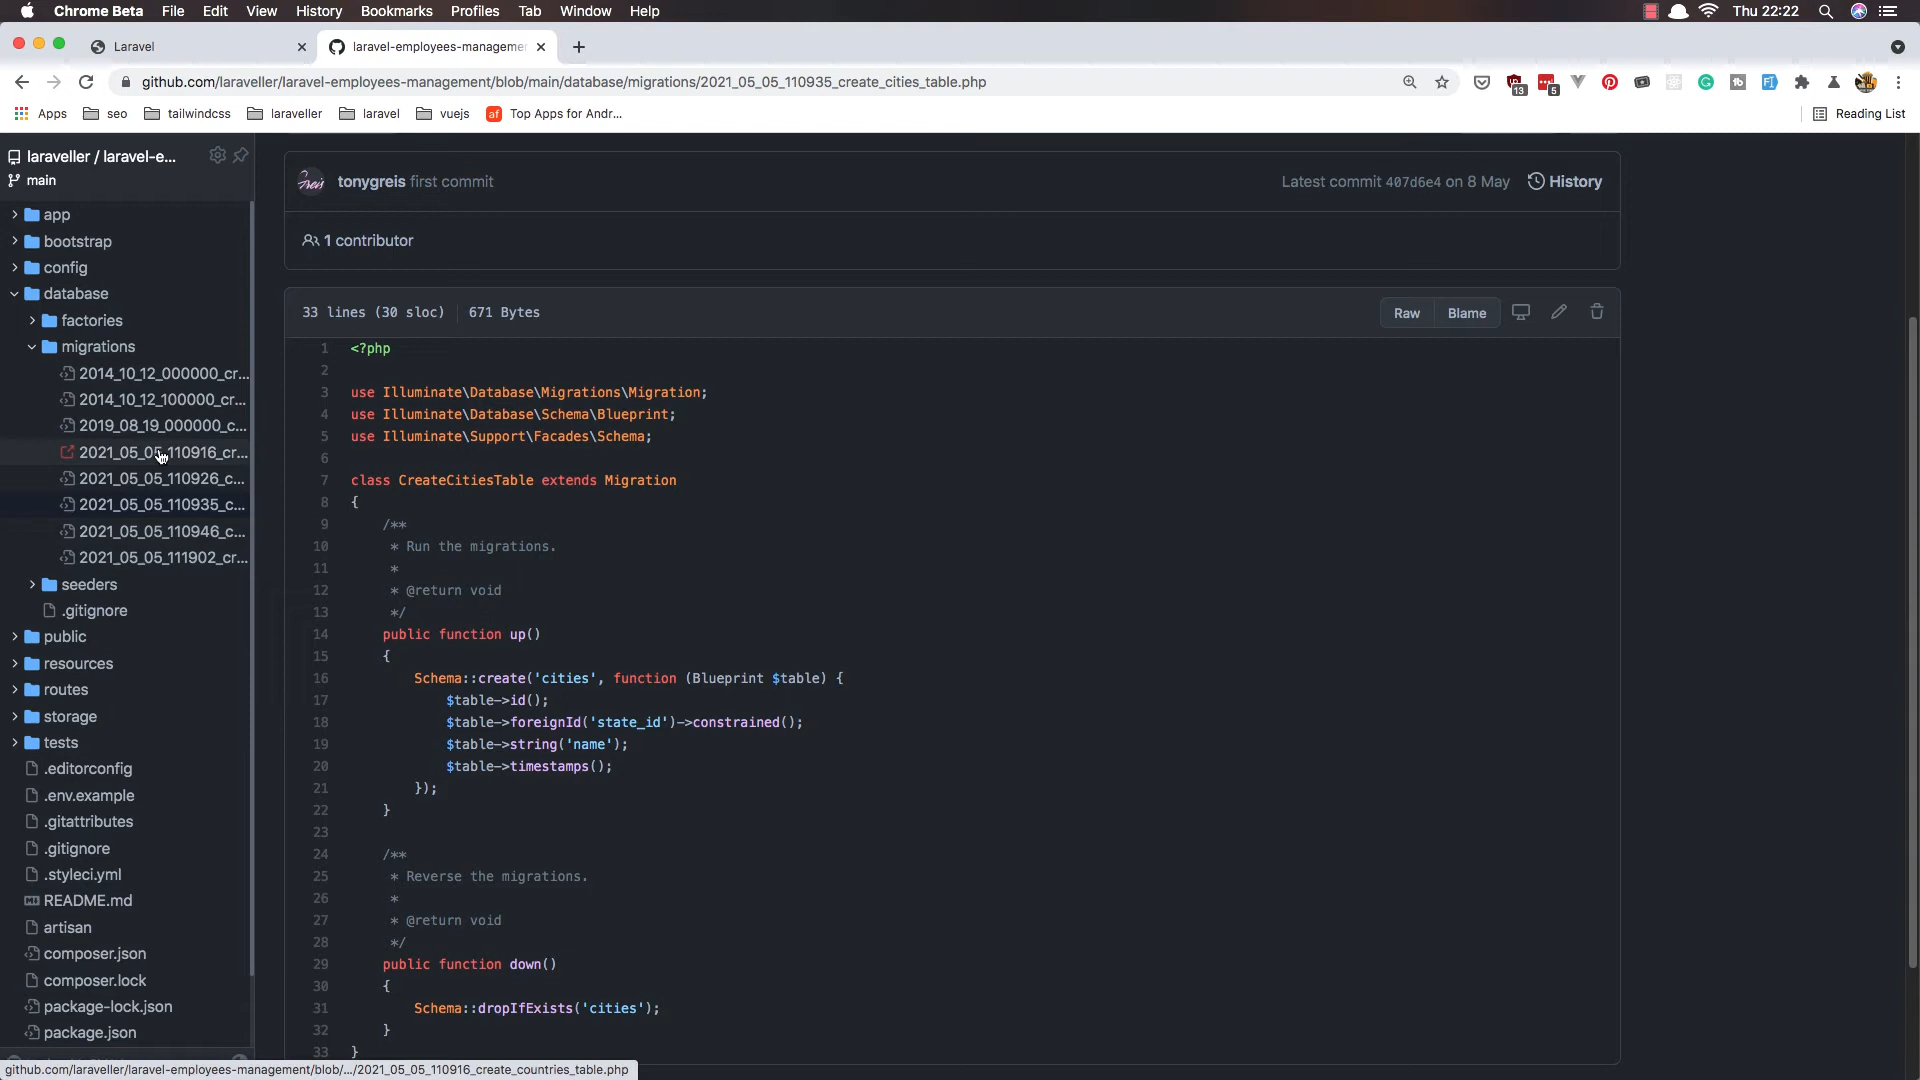 Chrome Beta File Edit View History Bookmarks Profiles Tab Window Help
Thu 22:22
Laravel
laravel-employees-manageme
github.com/laraveller/laravel-employees-management/blob/main/database/migrations/2021_05_05_110935_create_cities_table.php
13
5
Apps seo tailwindcss laraveller laravel vuejs af Top Apps for Andr...
Reading List
laraveller / laravel-e...
main
app
bootstrap
config
database
factories
migrations
2014_10_12_000000_cr...
2014_10_12_100000_cr...
2019_08_19_000000_c...
2021_05_05_110916_cr...
2021_05_05_110926_c...
2021_05_05_110935_c...
2021_05_05_110946_c...
2021_05_05_111902_cr...
seeders
.gitignore
public
resources
routes
storage
tests
.editorconfig
.env.example
.gitattributes
.gitignore
.styleci.yml
README.md
artisan
composer.json
composer.lock
package-lock.json
package.json
tonygreis first commit
Latest commit 407d6e4 on 8 May History
1 contributor
33 lines (30 sloc) 671 Bytes
Raw Blame
1 <?php
2
3 use Illuminate\Database\Migrations\Migration;
4 use Illuminate\Database\Schema\Blueprint;
5 use Illuminate\Support\Facades\Schema;
6
7 class CreateCitiesTable extends Migration
8 {
9 /**
10 * Run the migrations.
11 *
12 * @return void
13 */
14 public function up()
15 {
16 Schema::create('cities', function (Blueprint $table) {
17 $table->id();
18 $table->foreignId('state_id')->constrained();
19 $table->string('name');
20 $table->timestamps();
21 });
22 }
23
24 /**
25 * Reverse the migrations.
26 *
27 * @return void
28 */
29 public function down()
30 {
31 Schema::dropIfExists('cities');
32 }
33 }
github.com/laraveller/laravel-employees-management/blob/.../2021_05_05_110916_create_countries_table.php